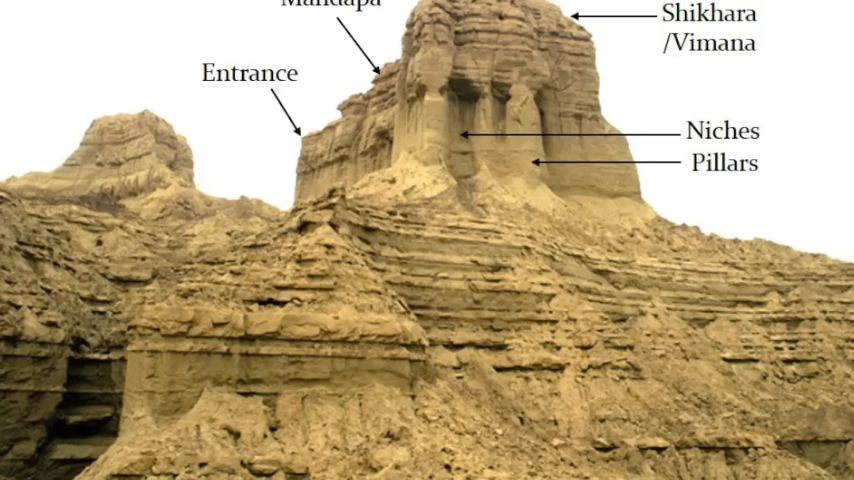 Mandapa
Shikhara
/Vimana
Entrance
Niches
Pillars